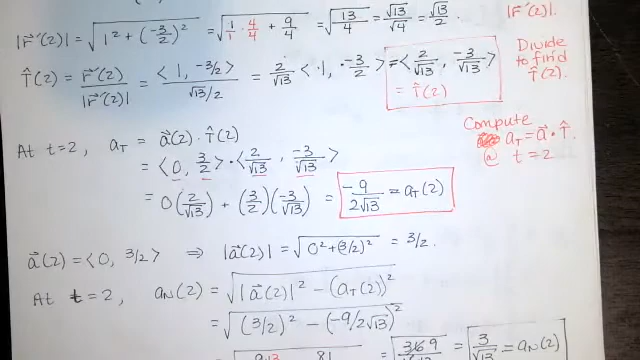 |r⃗'(2)| = √(1² + (-3/2)²) = √(1/1 · 4/4 + 9/4) = √(13/4) = √13/√4 = √13/2.
|r⃗'(2)|.
T̂(2) = r⃗'(2)/|r⃗'(2)| = <1, -3/2>/(√13/2) = 2/√13 <·1, ·-3/2> = <2/√13, -3/√13>
= T̂(2)
Divide
to find
T̂(2).
At t=2, a_T = a⃗(2) · T̂(2)
= <0, 3/2> · <2/√13, -3/√13>
= 0(2/√13) + (3/2)(-3/√13) = -9/2√13 = a_T(2)
Compute
a_T = a⃗ · T̂
@ t=2
a⃗(2) = <0, 3/2> ⇒ |a⃗(2)| = √(0²+(3/2)²) = 3/2.
At t=2, a_N(2) = √(|a⃗(2)|² - (a_T(2))²)
= √((3/2)² - (-9/2√13)²)
9·13 81 = 3/√13 = a_N(2)